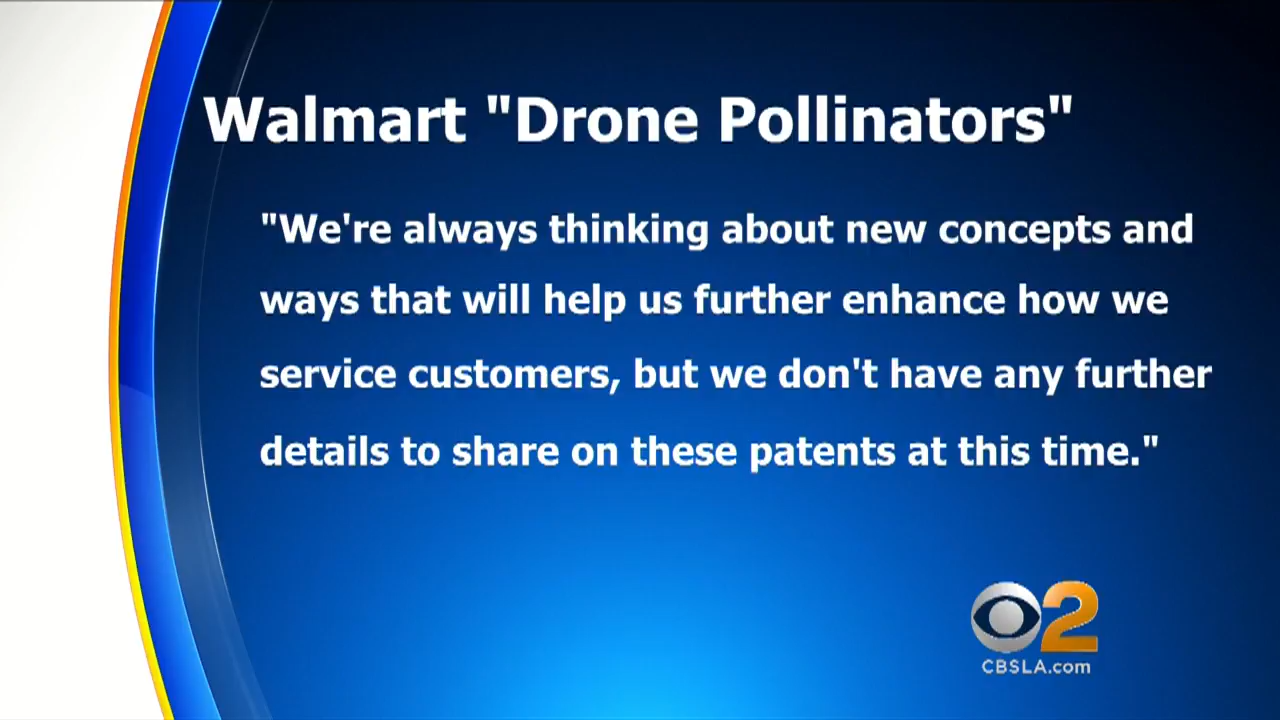 Walmart "Drone Pollinators"
"We're always thinking about new concepts and
ways that will help us further enhance how we
service customers, but we don't have any further
details to share on these patents at this time."
2
CBSLA.com